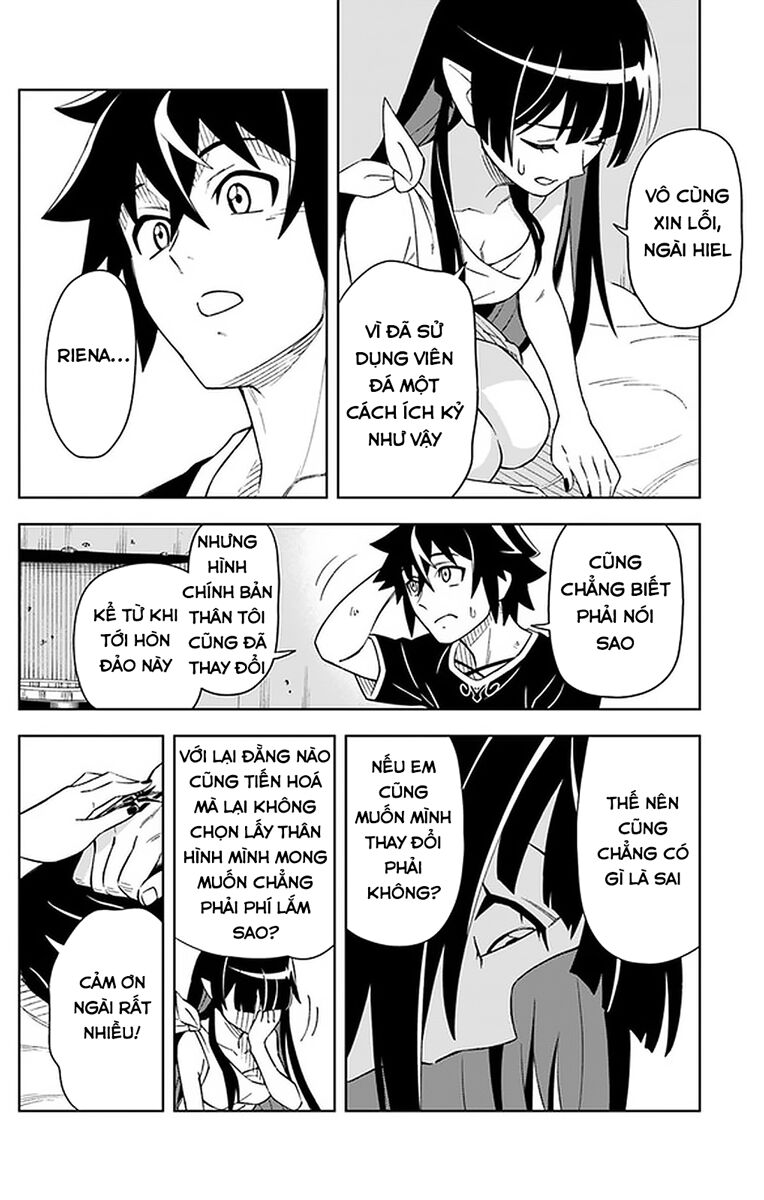 VÔ CÙNG
XIN LỖI,
NGÀI HIEL
VÌ ĐÃ SỬ
DỤNG VIÊN
ĐÁ MỘT
CÁCH ÍCH KỶ
NHƯ VẬY
RIENA...
CŨNG
CHẲNG BIẾT
PHẢI NÓI
SAO
NHƯNG
HÌNH
CHÍNH BẢN
THÂN TÔI
CŨNG ĐÃ
THAY ĐỔI
KỂ TỪ KHI
TỚI HÒN
ĐẢO NÀY
THẾ NÊN
CŨNG
CHẲNG CÓ
GÌ LÀ SAI
NẾU EM
CŨNG
MUỐN MÌNH
THAY ĐỔI
PHẢI
KHÔNG?
VỚI LẠI ĐẰNG NÀO
CŨNG TIẾN HOÁ
MÀ LẠI KHÔNG
CHỌN LẤY THÂN
HÌNH MÌNH MONG
MUỐN CHẲNG
PHẢI PHÍ LẮM
SAO?
CẢM ƠN
NGÀI RẤT
NHIỀU!